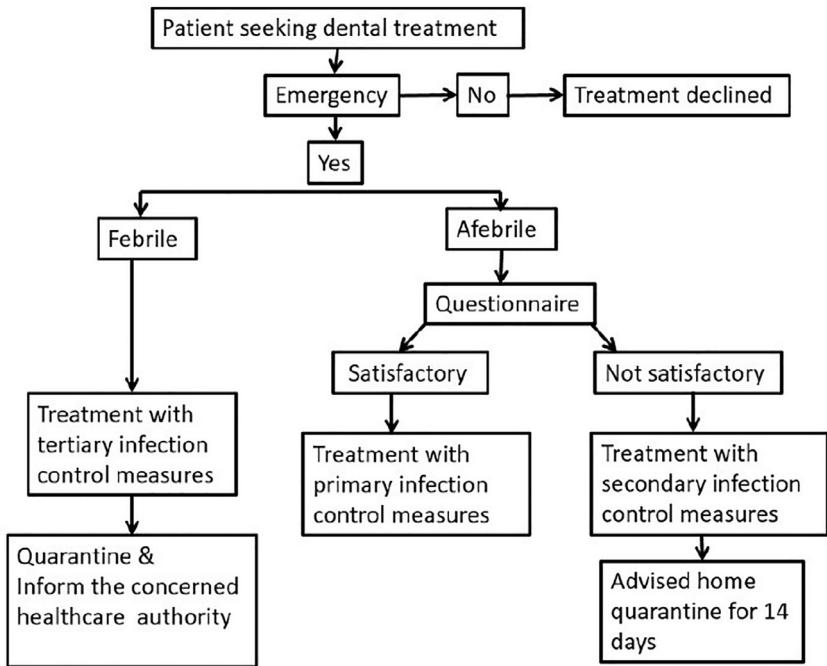 Patient seeking dental treatment
Emergency
No
Treatment declined
Yes
Febrile
Afebrile
Questionnaire
Satisfactory
Not satisfactory
Treatment with
tertiary infection
control measures
Treatment with
primary infection
control measures
Treatment with
secondary infection
control measures
Quarantine &
Inform the concerned
healthcare authority
Advised home
quarantine for 14
days